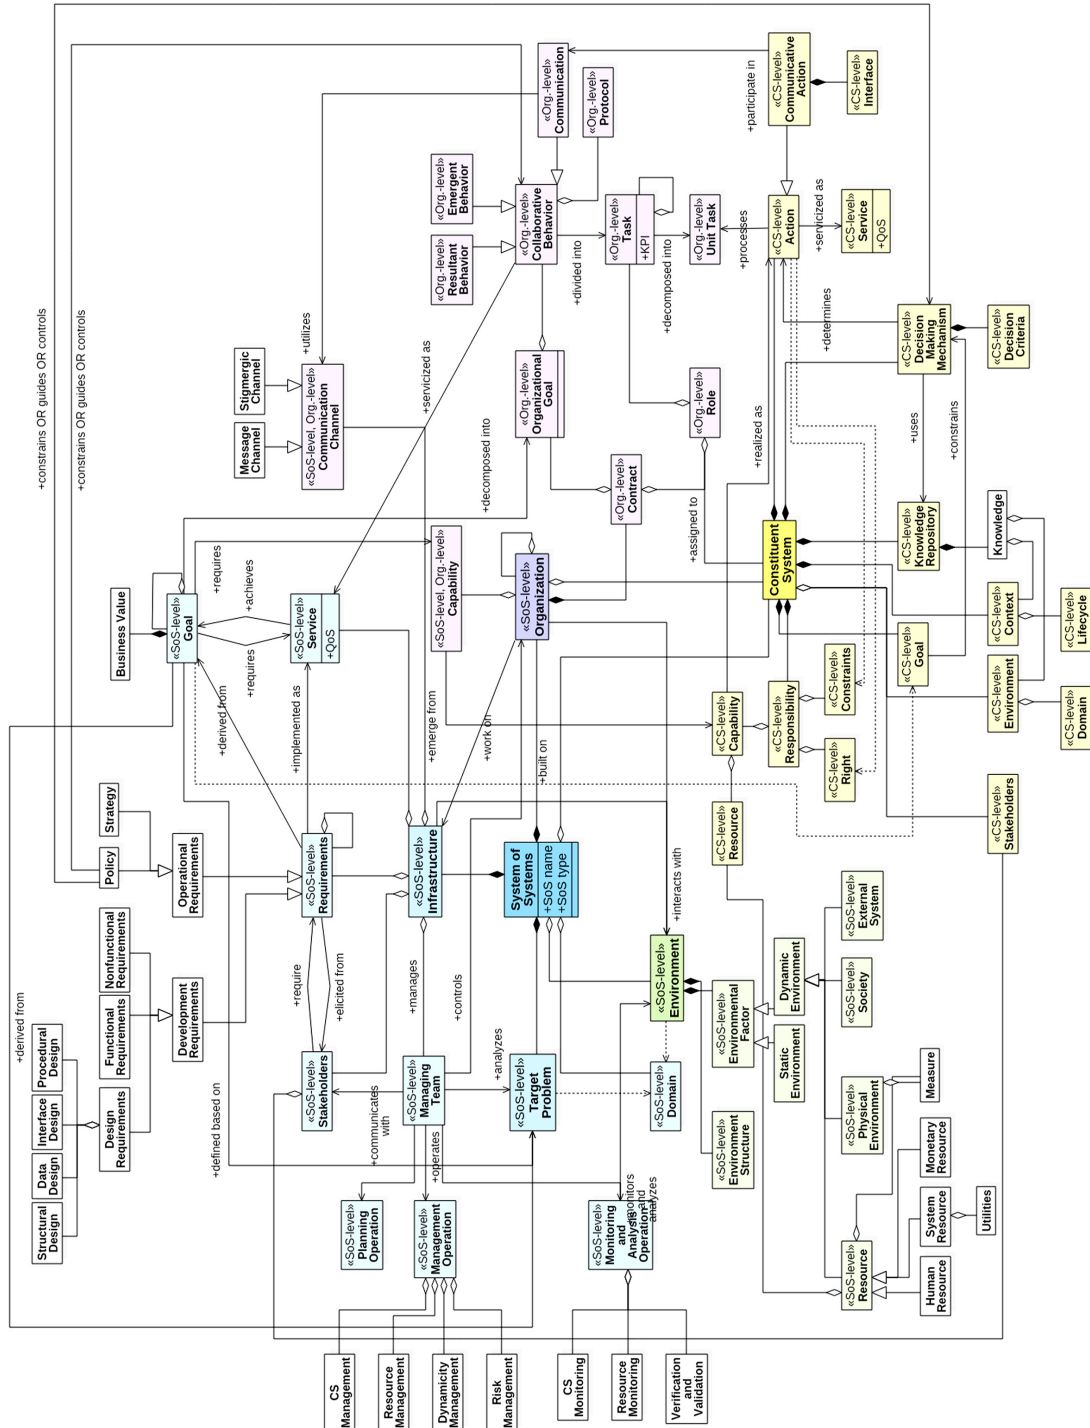 +constrains OR guides OR controls
+constrains OR guides OR controls
«Org.-level»
Communication
«Org.-level»
Protocol
+participate in
«CS-level»
Communicative
Action
«CS-level»
Interface
«Org.-level»
Emergent
Behavior
«Org.-level»
Resultant
Behavior
«Org.-level»
Collaborative
Behavior
+divided into
«Org.-level»
Task
+KPI
+decomposed into
«Org.-level»
Unit Task
+processes
«CS-level»
Action
+servicized as
«CS-level»
Service
+QoS
+utilizes
Stigmergic
Channel
Message
Channel
«SoS-level, Org.-level»
Communication
Channel
+servicized as
«Org.-level»
Organizational
Goal
«Org.-level»
Role
+determines
«CS-level»
Decision
Making
Mechanism
«CS-level»
Decision
Criteria
+decomposed into
«Org.-level»
Contract
+realized as
+uses
+constrains
+assigned to
Business Value
«SoS-level»
Goal
+requires
+achieves
+requires
«SoS-level»
Service
+QoS
«SoS-level, Org.-level»
Capability
«SoS-level»
Organization
Constituent
System
«CS-level»
Knowledge
Repository
Knowledge
«CS-level»
Context
«CS-level»
Lifecycle
«CS-level»
Goal
«CS-level»
Environment
«CS-level»
Domain
+derived from
+implemented as
+emerge from
+work on
+built on
«CS-level»
Capability
«CS-level»
Responsibility
«CS-level»
Constraints
«CS-level»
Right
«CS-level»
Resource
«CS-level»
Stakeholders
Strategy
Policy
Operational
Requirements
«SoS-level»
Requirements
«SoS-level»
Infrastructure
System of
Systems
+SoS name
+SoS type
+interacts with
Nonfunctional
Requirements
Functional
Requirements
Development
Requirements
Design
Requirements
+require
+elicited from
+manages
+controls
«SoS-level»
Environment
«SoS-level»
Environmental
Factor
Dynamic
Environment
Static
Environment
«SoS-level»
External
System
«SoS-level»
Society
+derived from
Procedural
Design
Interface
Design
Data
Design
Structural
Design
+defined based on
«SoS-level»
Stakeholders
«SoS-level»
Managing
Team
+analyzes
«SoS-level»
Target
Problem
«SoS-level»
Domain
«SoS-level»
Environment
Structure
«SoS-level»
Physical
Environment
Measure
+communicates
with
+operates
«SoS-level»
Planning
Operation
«SoS-level»
Management
Operation
«SoS-level»
Monitoring
and
Analysis
Operation
+monitors
and
analyzes
«SoS-level»
Resource
Monetary
Resource
System
Resource
Human
Resource
Utilities
CS
Management
Resource
Management
Dynamicity
Management
Risk
Management
CS
Monitoring
Resource
Monitoring
Verification
and
Validation